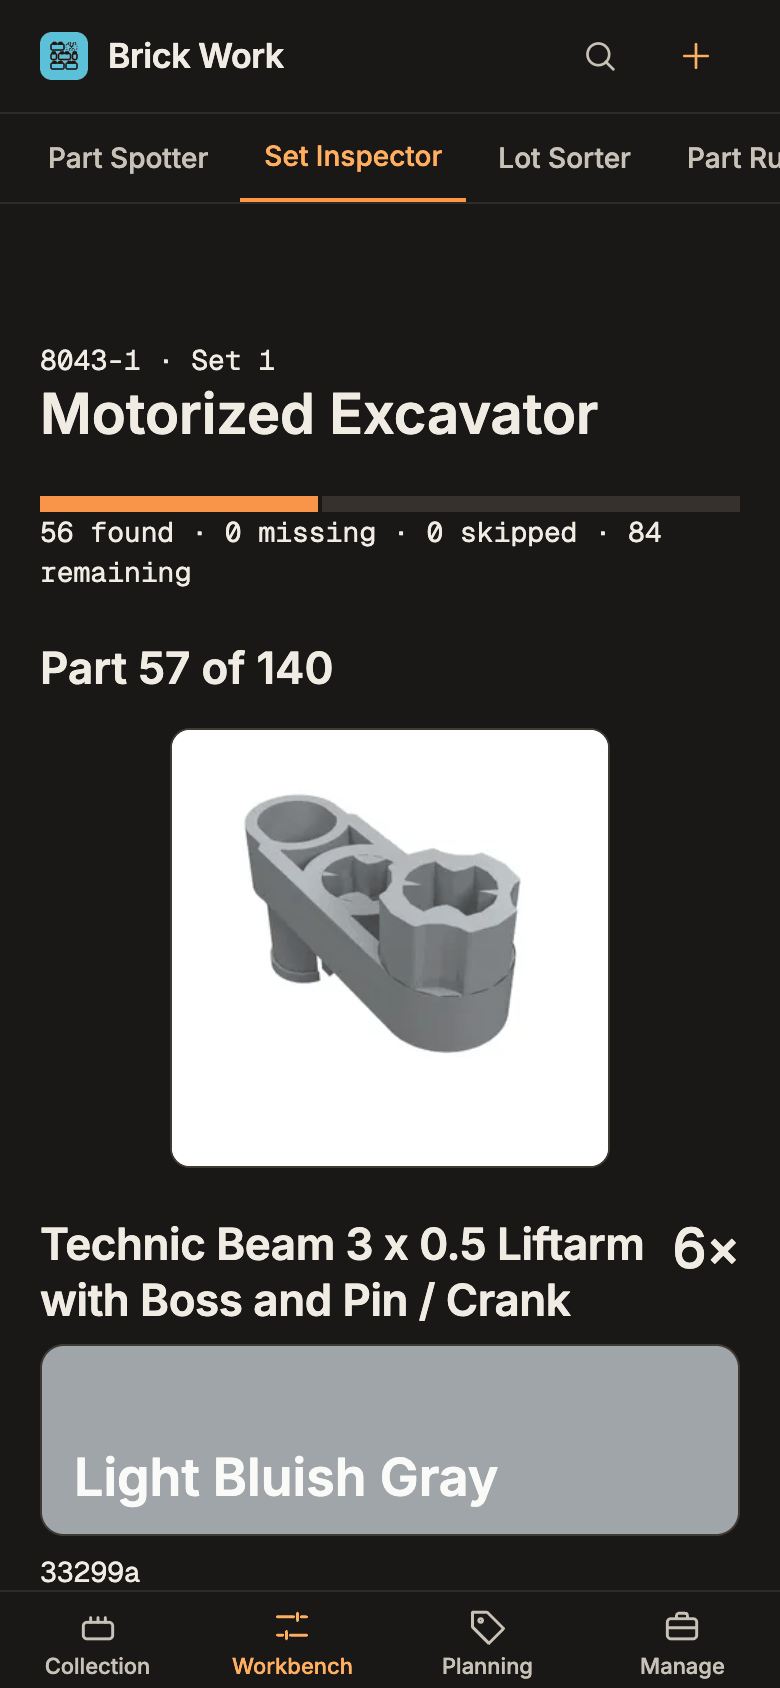 Brick Work
Part Spotter
Set Inspector
Lot Sorter
Part Ru
8043-1 · Set 1
Motorized Excavator
56 found · 0 missing · 0 skipped · 84
remaining
Part 57 of 140
Technic Beam 3 x 0.5 Liftarm
with Boss and Pin / Crank
6×
Light Bluish Gray
33299a
Collection
Workbench
Planning
Manage